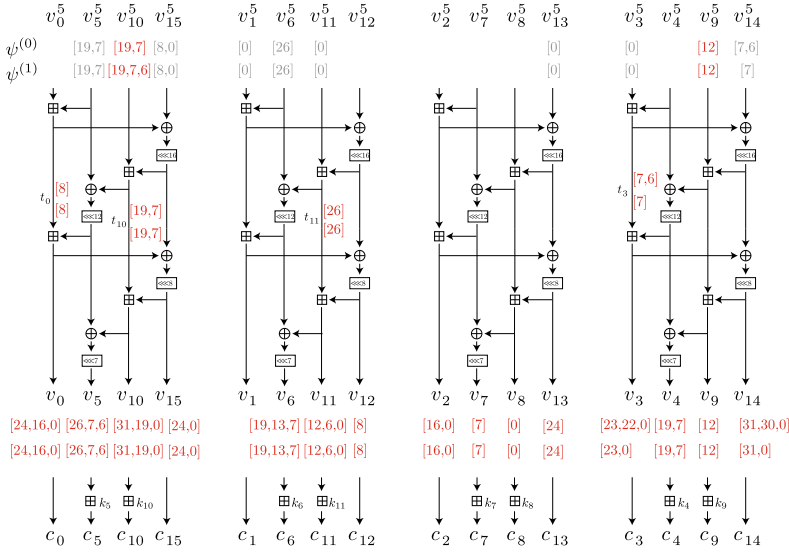 v_0^5 v_5^5 v_10^5 v_15^5 v_1^5 v_6^5 v_11^5 v_12^5 v_2^5 v_7^5 v_8^5 v_13^5 v_3^5 v_4^5 v_9^5 v_14^5
ψ^(0) [19,7] [19,7] [8,0] [0] [26] [0] [0] [0] [12] [7,6]
ψ^(1) [19,7] [19,7,6] [8,0] [0] [26] [0] [0] [0] [12] [7]
<<<16 <<<16 <<<16 <<<16
t_0 [8] t_10 [19,7] t_11 [26] t_3 [7,6]
[8] [19,7] [26] [7]
<<<12 <<<12 <<<12 <<<12
<<<8 <<<8 <<<8 <<<8
<<<7 <<<7 <<<7 <<<7
v_0 v_5 v_10 v_15 v_1 v_6 v_11 v_12 v_2 v_7 v_8 v_13 v_3 v_4 v_9 v_14
[24,16,0] [26,7,6] [31,19,0] [24,0] [19,13,7] [12,6,0] [8] [16,0] [7] [0] [24] [23,22,0] [19,7] [12] [31,30,0]
[24,16,0] [26,7,6] [31,19,0] [24,0] [19,13,7] [12,6,0] [8] [16,0] [7] [0] [24] [23,0] [19,7] [12] [31,0]
k_5 k_10 k_6 k_11 k_7 k_8 k_4 k_9
c_0 c_5 c_10 c_15 c_1 c_6 c_11 c_12 c_2 c_7 c_8 c_13 c_3 c_4 c_9 c_14